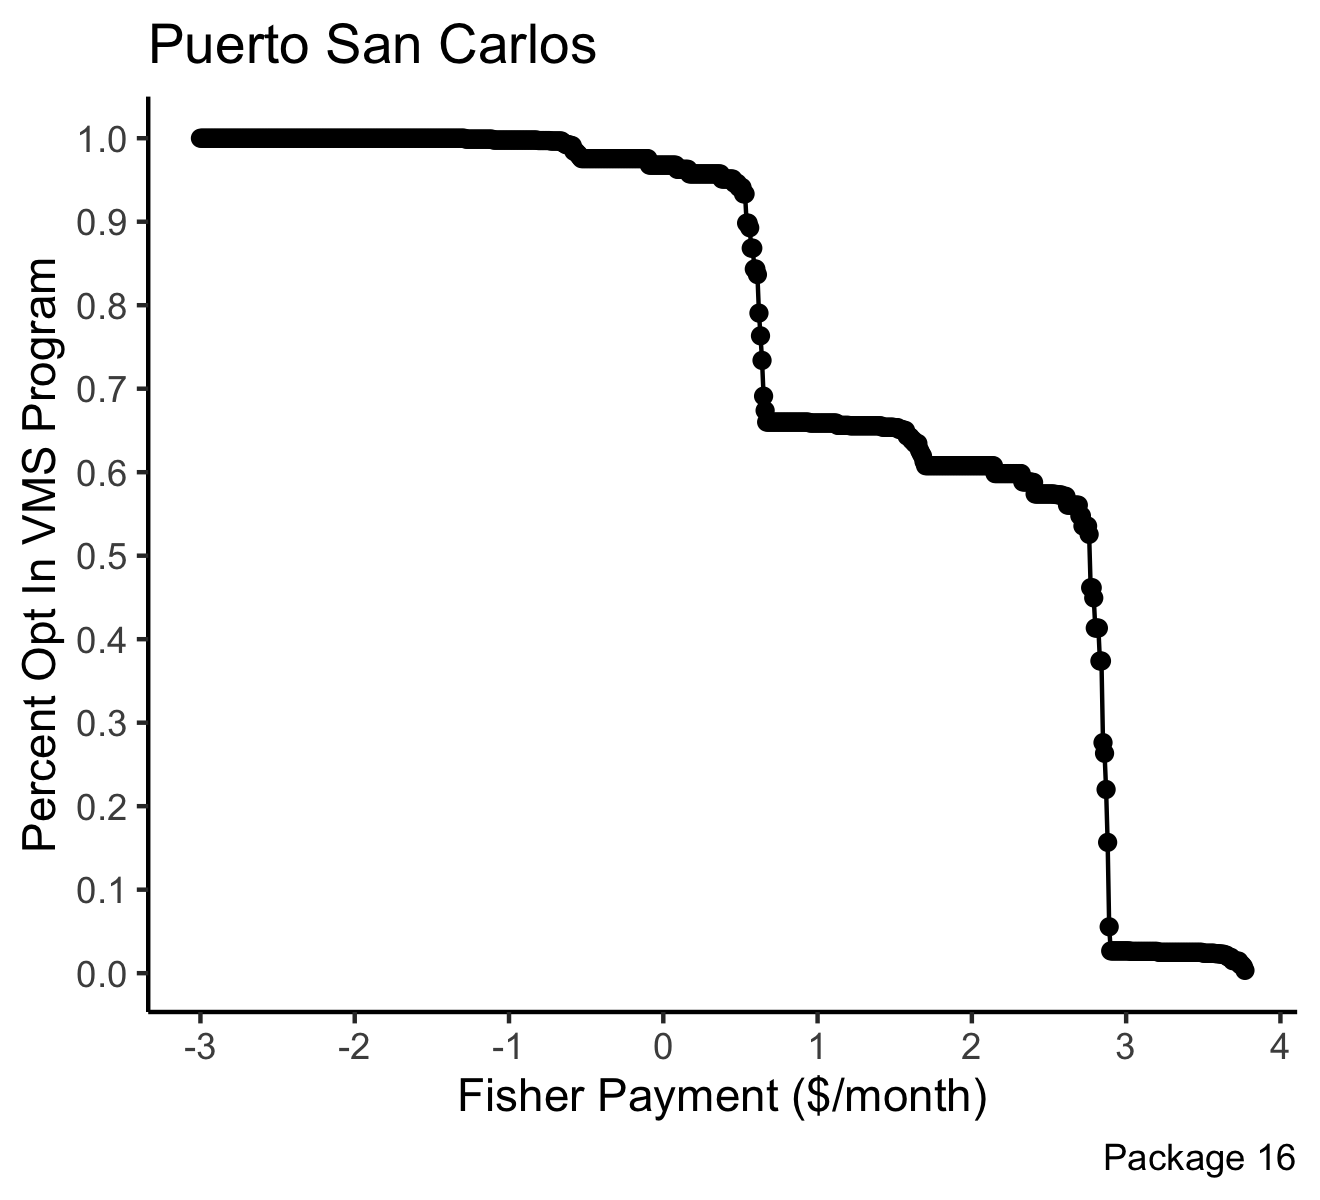 Puerto San Carlos
Percent Opt In VMS Program
1.0
0.9
0.8
0.7
0.6
0.5
0.4
0.3
0.2
0.1
0.0
-3 -2 -1 0 1 2 3 4
Fisher Payment ($/month)
Package 16